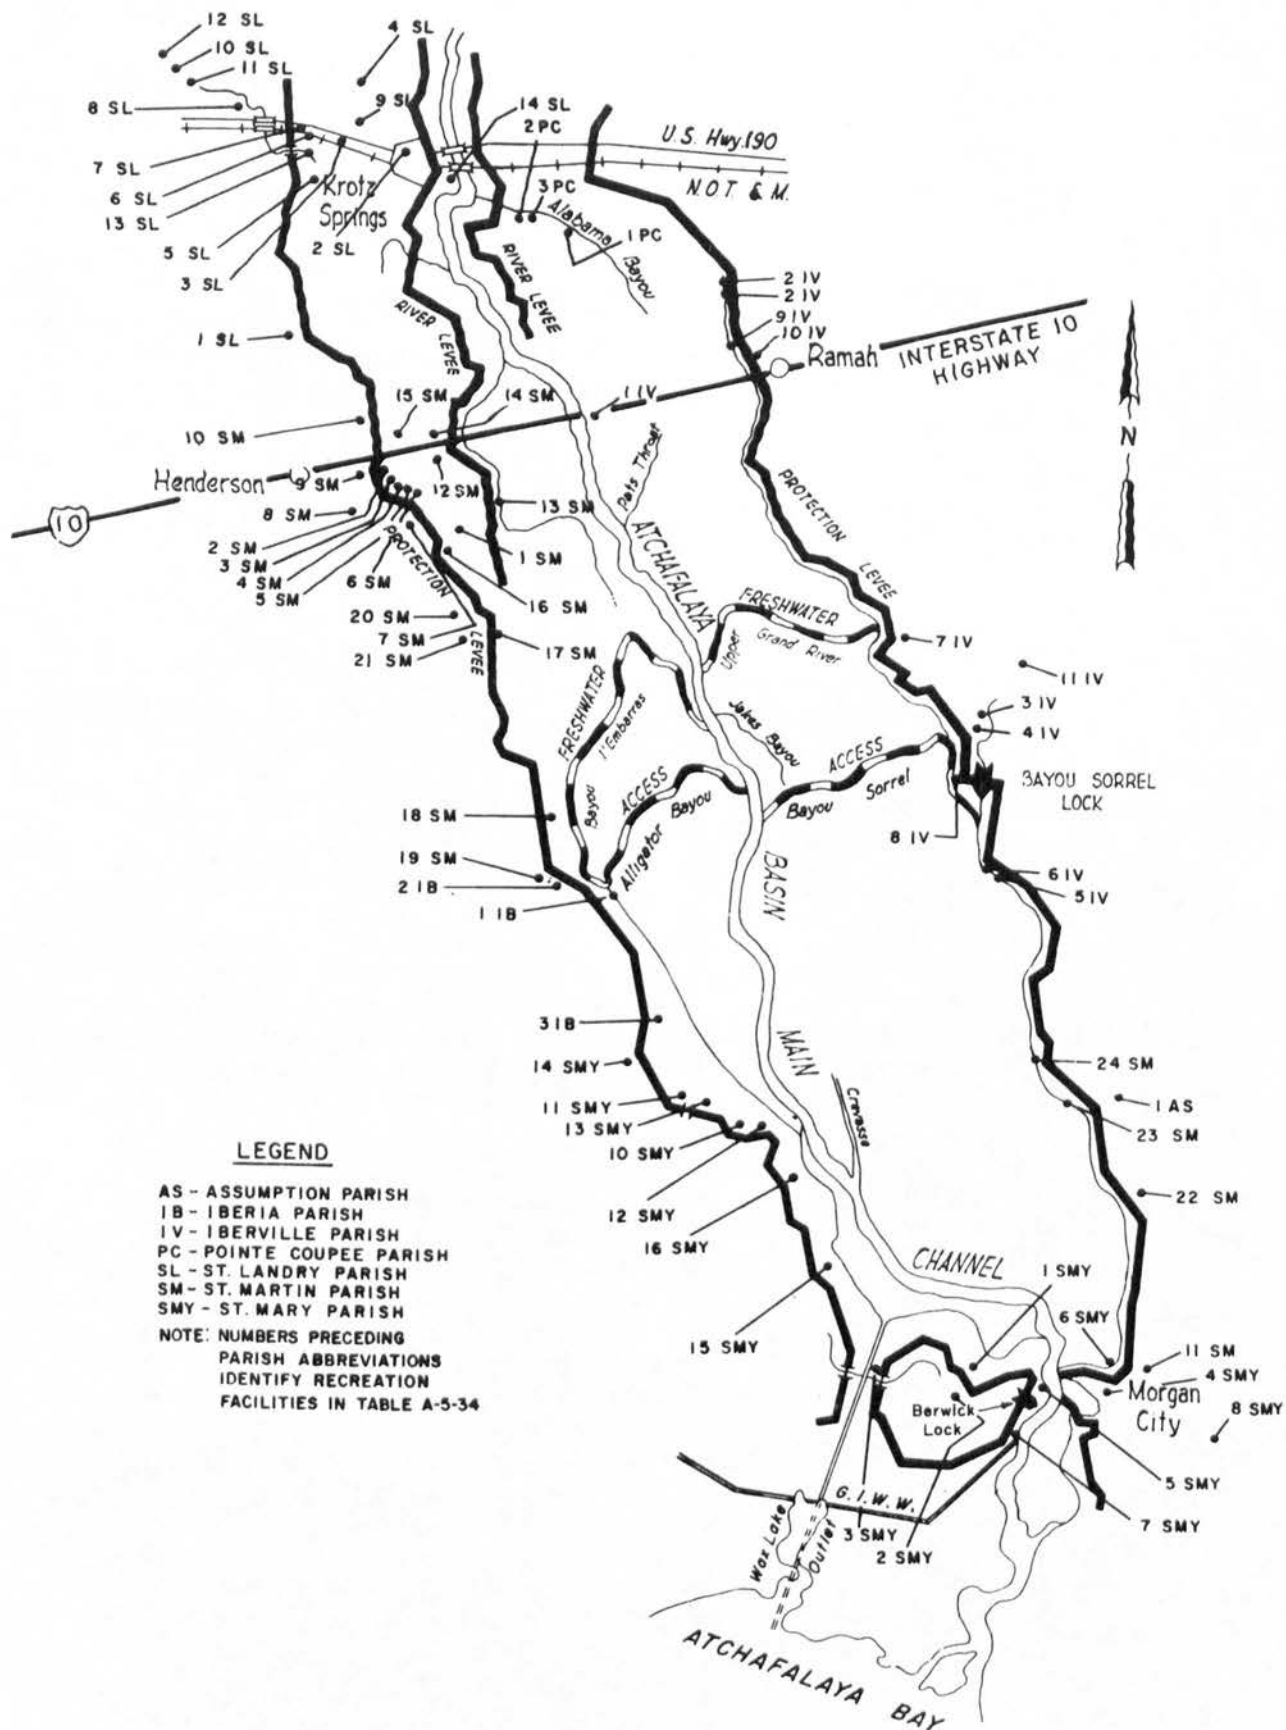 12 SL
10 SL
11 SL
8 SL
4 SL
9 SL
14 SL
2 PC
U.S. Hwy. 190
N.O.T. & M.
7 SL
6 SL
13 SL
5 SL
3 SL
Krotz
Springs
2 SL
3 PC
Alabama
Bayou
1 PC
RIVER LEVEE
RIVER LEVEE
1 SL
2 IV
2 IV
9 IV
10 IV
Ramah
INTERSTATE 10
HIGHWAY
15 SM
14 SM
1 IV
10 SM
Pats Throat
N
Henderson
9 SM
12 SM
13 SM
10
8 SM
2 SM
3 SM
4 SM
5 SM
6 SM
1 SM
16 SM
PROTECTION
LEVEE
PROTECTION
LEVEE
20 SM
7 SM
21 SM
17 SM
ATCHAFALAYA
FRESHWATER
Upper
Grand River
7 IV
11 IV
3 IV
4 IV
FRESHWATER
Bayou
l'Embarras
Jakes Bayou
ACCESS
Bayou
Sorrel
BAYOU SORREL
LOCK
ACCESS
Alligator
Bayou
8 IV
18 SM
19 SM
2 IB
1 IB
BASIN
6 IV
5 IV
3 IB
MAIN
14 SMY
11 SMY
13 SMY
10 SMY
12 SMY
16 SMY
Crevasse
24 SM
1 AS
23 SM
22 SM
CHANNEL
1 SMY
6 SMY
15 SMY
11 SM
4 SMY
Morgan
City
8 SMY
Berwick
Lock
5 SMY
7 SMY
G.I.W.W.
3 SMY
2 SMY
Wax Lake
Outlet
ATCHAFALAYA BAY
LEGEND
AS - ASSUMPTION PARISH
IB - IBERIA PARISH
IV - IBERVILLE PARISH
PC - POINTE COUPEE PARISH
SL - ST. LANDRY PARISH
SM - ST. MARTIN PARISH
SMY - ST. MARY PARISH
NOTE: NUMBERS PRECEDING
PARISH ABBREVIATIONS
IDENTIFY RECREATION
FACILITIES IN TABLE A-5-34